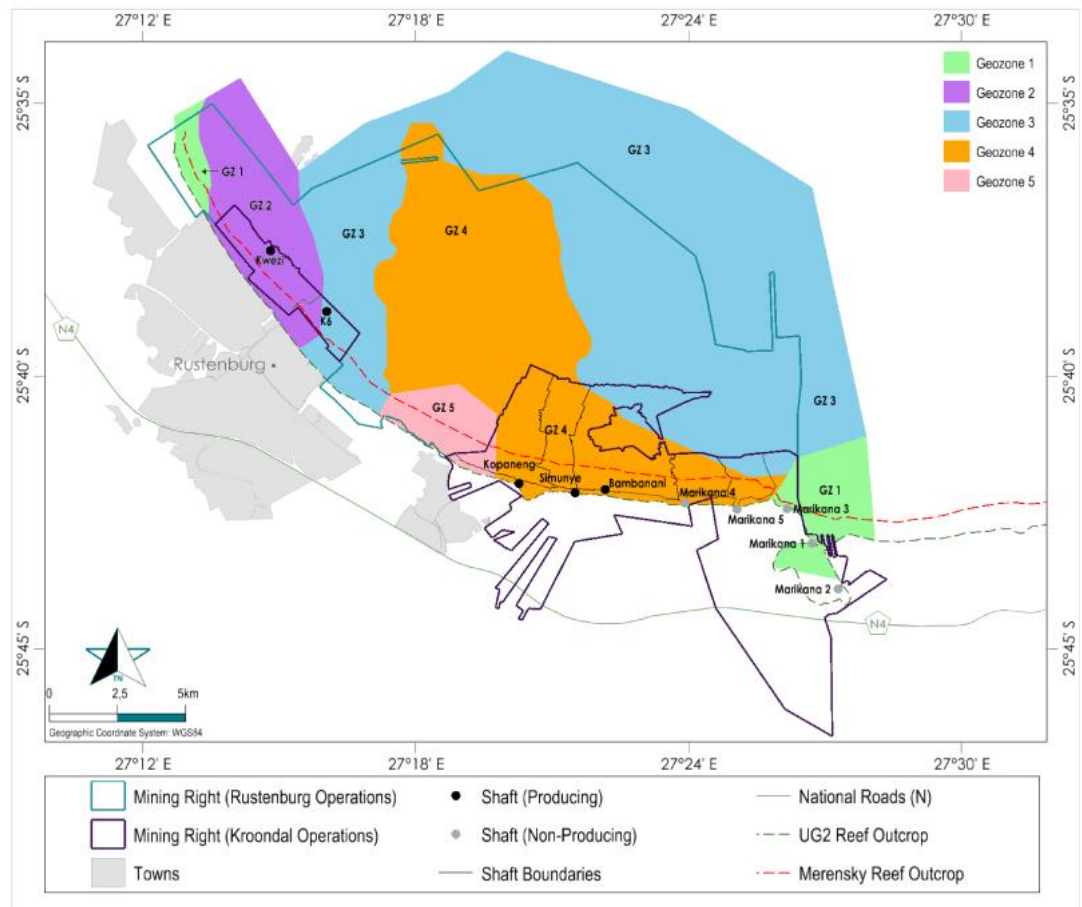 27°12' E
27°18' E
27°24' E
27°30' E
25°35' S
25°35' S
Geozone 1
Geozone 2
Geozone 3
Geozone 4
Geozone 5
GZ 3
GZ 1
GZ 2
GZ 3
GZ 4
Kwezi
K6
N4
Rustenburg
25°40' S
25°40' S
GZ 3
GZ 5
GZ 4
Kopaneng
Simunye
Bambanani
GZ 1
Marikana 4
Marikana 3
Marikana 5
Marikana 1
Marikana 2
N4
25°45' S
25°45' S
TN
0 2,5 5km
Geographic Coordnate System: WGS84
27°12' E
27°18' E
27°24' E
27°30' E
Mining Right (Rustenburg Operations)
Shaft (Producing)
National Roads (N)
Mining Right (Kroondal Operations)
Shaft (Non-Producing)
UG2 Reef Outcrop
Towns
Shaft Boundaries
Merensky Reef Outcrop